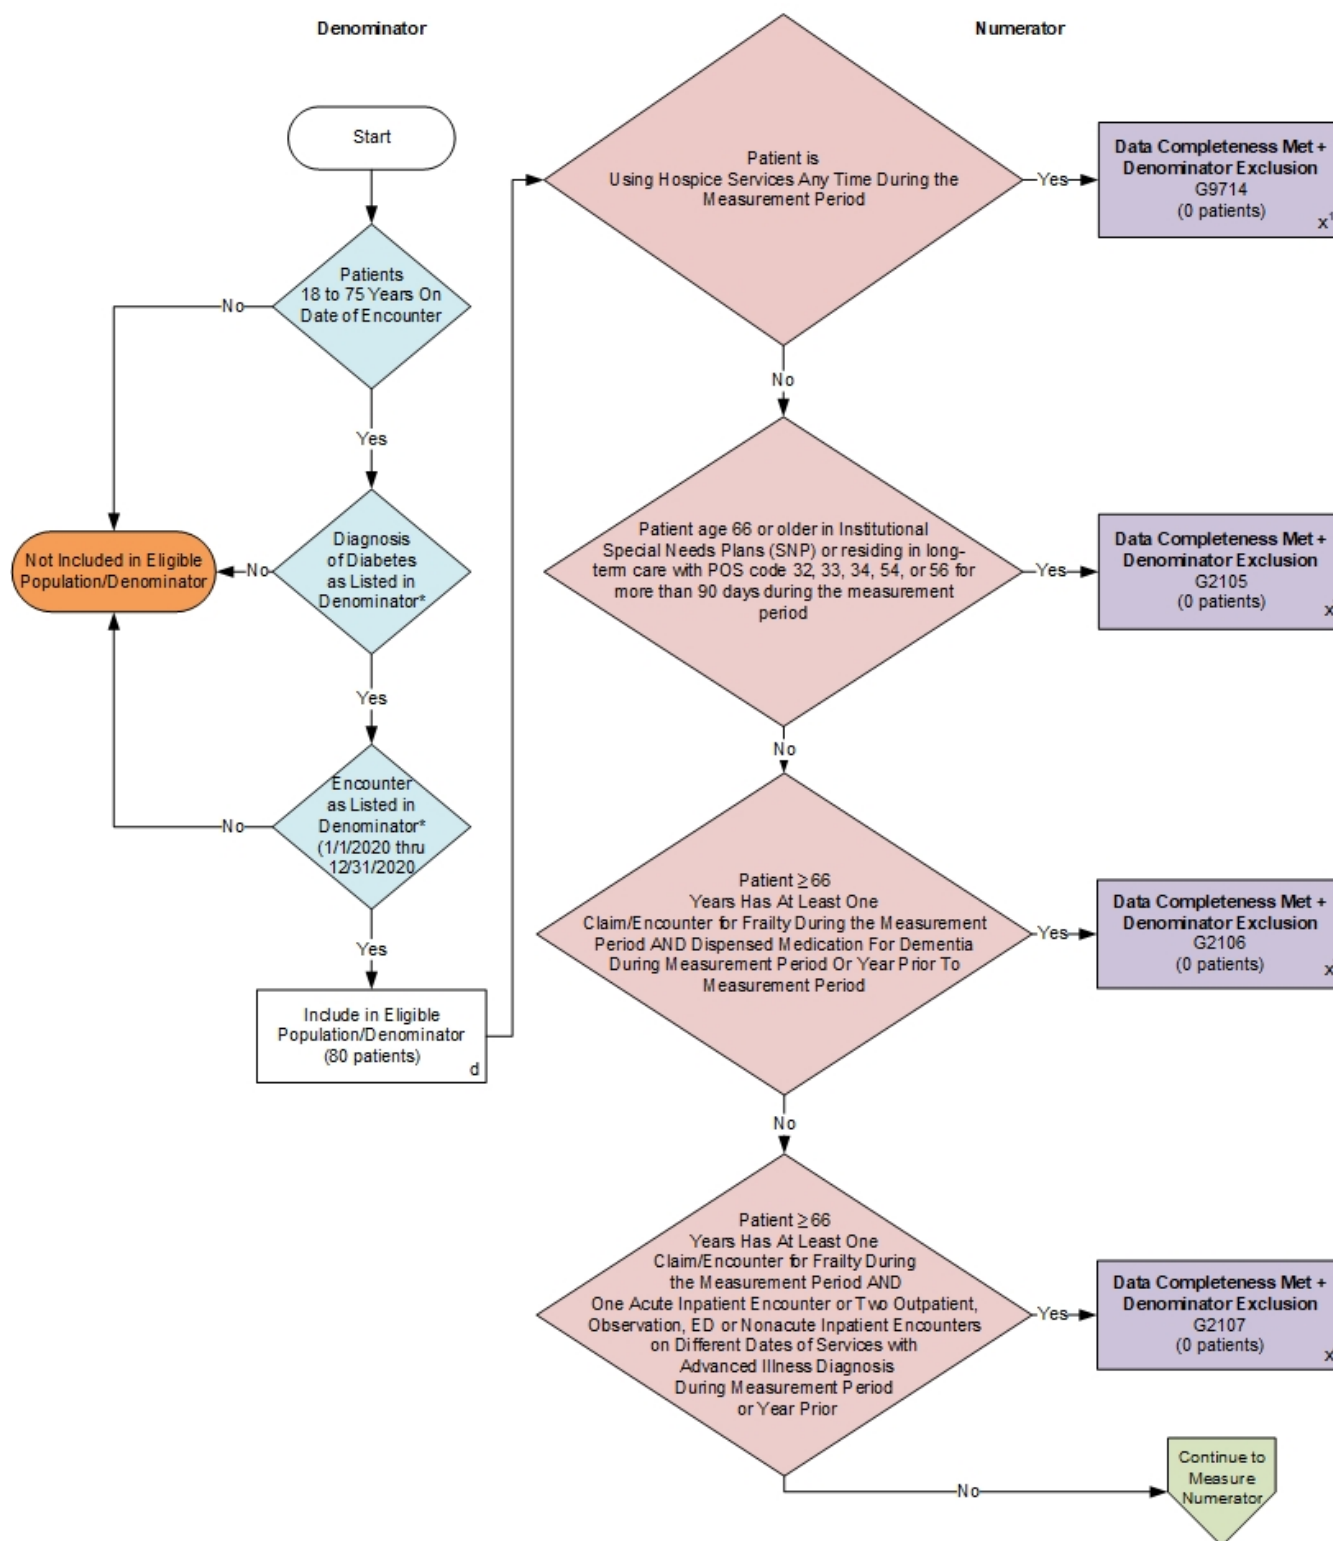 Denominator
Start
Patients
18 to 75 Years On
Date of Encounter
No
Yes
Diagnosis
of Diabetes
as Listed in
Denominator*
No
Not Included in Eligible
Population/Denominator
Yes
Encounter
as Listed in
Denominator*
(1/1/2020 thru
12/31/2020
No
Yes
Include in Eligible
Population/Denominator
(80 patients)
d
Numerator
Patient is
Using Hospice Services Any Time During the
Measurement Period
Yes
Data Completeness Met +
Denominator Exclusion
G9714
(0 patients)
x¹
No
Patient age 66 or older in Institutional
Special Needs Plans (SNP) or residing in long-
term care with POS code 32, 33, 34, 54, or 56 for
more than 90 days during the measurement
period
Yes
Data Completeness Met +
Denominator Exclusion
G2105
(0 patients)
x
No
Patient ≥ 66
Years Has At Least One
Claim/Encounter for Frailty During the Measurement
Period AND Dispensed Medication For Dementia
During Measurement Period Or Year Prior To
Measurement Period
Yes
Data Completeness Met +
Denominator Exclusion
G2106
(0 patients)
x
No
Patient ≥ 66
Years Has At Least One
Claim/Encounter for Frailty During
the Measurement Period AND
One Acute Inpatient Encounter or Two Outpatient,
Observation, ED or Nonacute Inpatient Encounters
on Different Dates of Services with
Advanced Illness Diagnosis
During Measurement Period
or Year Prior
Yes
Data Completeness Met +
Denominator Exclusion
G2107
(0 patients)
x
No
Continue to
Measure
Numerator